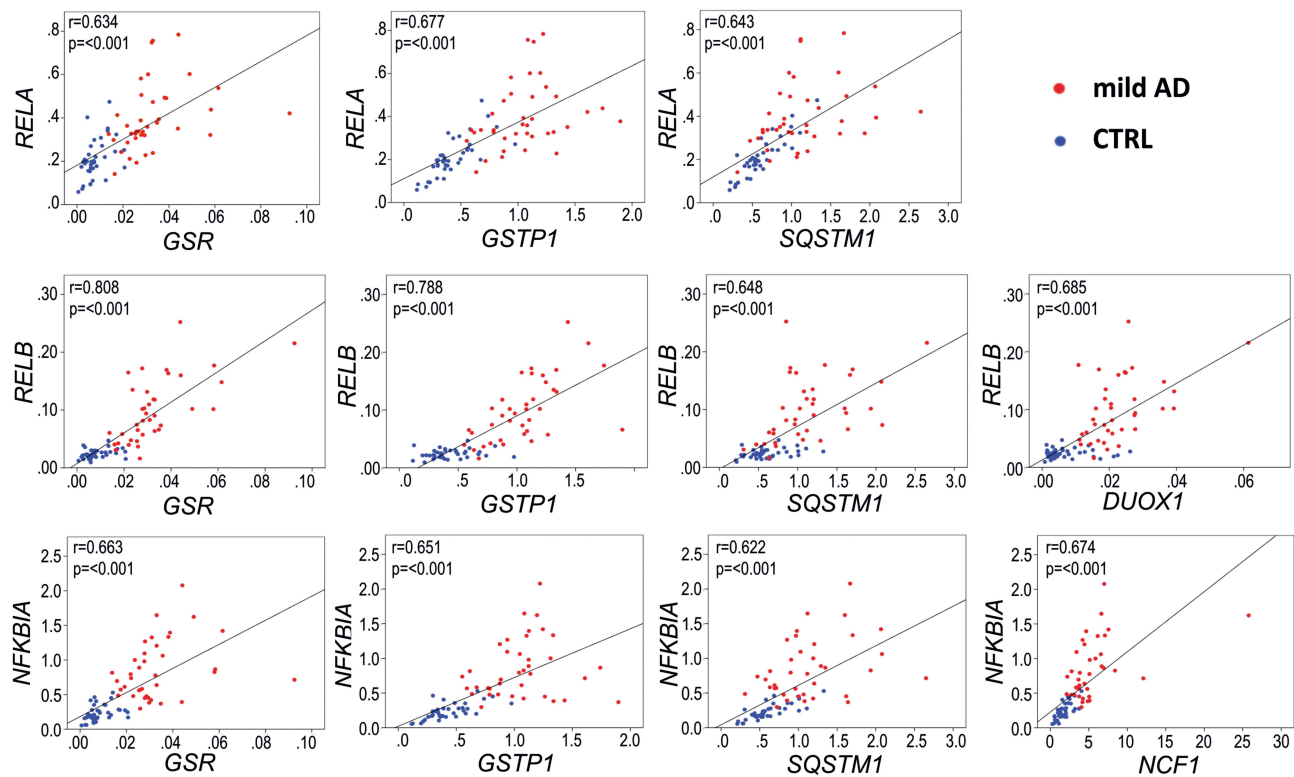 r=0.634
p=<0.001
.8
.6
.4
.2
.0
RELA
.00 .02 .04 .06 .08 .10
GSR
r=0.677
p=<0.001
.8
.6
.4
.2
.0
RELA
.0 .5 1.0 1.5 2.0
GSTP1
r=0.643
p=<0.001
.8
.6
.4
.2
.0
RELA
.0 0.5 1.0 1.5 2.0 2.5 3.0
SQSTM1
mild AD
CTRL
r=0.808
p=<0.001
.30
.20
.10
.00
RELB
.00 .02 .04 .06 .08 .10
GSR
r=0.788
p=<0.001
.30
.20
.10
.00
RELB
.0 .5 1.0 1.5
GSTP1
r=0.648
p=<0.001
.30
.20
.10
.00
RELB
.0 0.5 1.0 1.5 2.0 2.5 3.0
SQSTM1
r=0.685
p=<0.001
.30
.20
.10
.00
RELB
.00 .02 .04 .06
DUOX1
r=0.663
p=<0.001
2.5
2.0
1.5
1.0
0.5
0.0
NFKBIA
.00 .02 .04 .06 .08 .10
GSR
r=0.651
p=<0.001
2.5
2.0
1.5
1.0
0.5
0.0
NFKBIA
.0 .5 1.0 1.5 2.0
GSTP1
r=0.622
p=<0.001
2.5
2.0
1.5
1.0
0.5
0.0
NFKBIA
.0 0.5 1.0 1.5 2.0 2.5 3.0
SQSTM1
r=0.674
p=<0.001
2.5
2.0
1.5
1.0
0.5
0.0
NFKBIA
0 5 10 15 20 25 30
NCF1